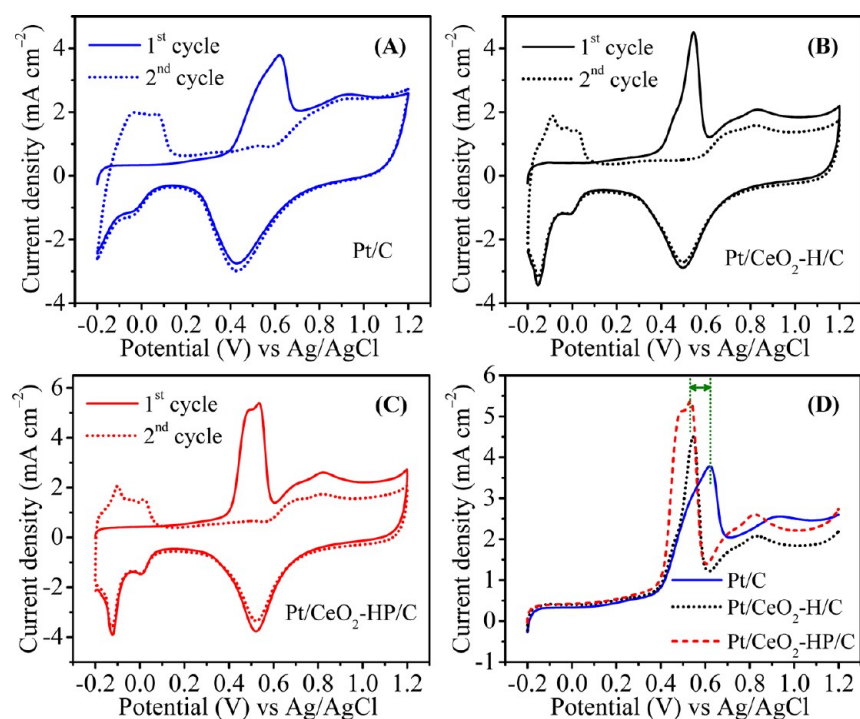 (A)
1st cycle
2nd cycle
Pt/C
4
2
0
-2
-4
-0.2 0.0 0.2 0.4 0.6 0.8 1.0 1.2
Potential (V) vs Ag/AgCl
Current density (mA cm−2)
(B)
1st cycle
2nd cycle
Pt/CeO2-H/C
4
2
0
-2
-4
-0.2 0.0 0.2 0.4 0.6 0.8 1.0 1.2
Potential (V) vs Ag/AgCl
Current density (mA cm−2)
(C)
1st cycle
2nd cycle
Pt/CeO2-HP/C
6
4
2
0
-2
-4
-0.2 0.0 0.2 0.4 0.6 0.8 1.0 1.2
Potential (V) vs Ag/AgCl
Current density (mA cm−2)
(D)
Pt/C
Pt/CeO2-H/C
Pt/CeO2-HP/C
6
5
4
3
2
1
0
-1
-0.2 0.0 0.2 0.4 0.6 0.8 1.0 1.2
Potential (V) vs Ag/AgCl
Current density (mA cm−2)